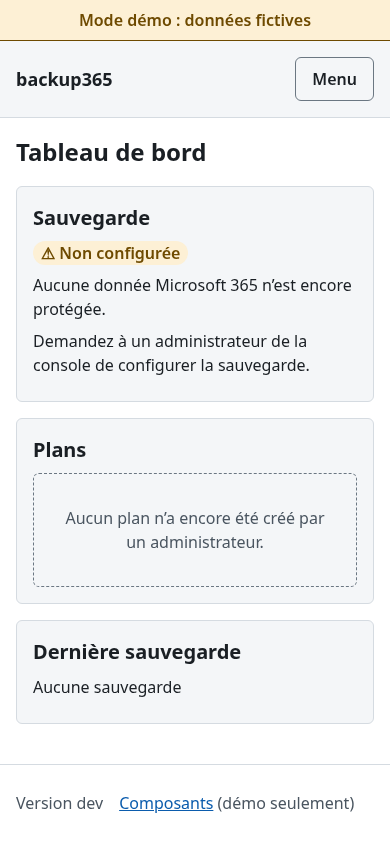 Mode démo : données fictives
backup365
Menu
Tableau de bord
Sauvegarde
⚠ Non configurée
Aucune donnée Microsoft 365 n’est encore
protégée.
Demandez à un administrateur de la
console de configurer la sauvegarde.
Plans
Aucun plan n’a encore été créé par
un administrateur.
Dernière sauvegarde
Aucune sauvegarde
Version dev Composants (démo seulement)